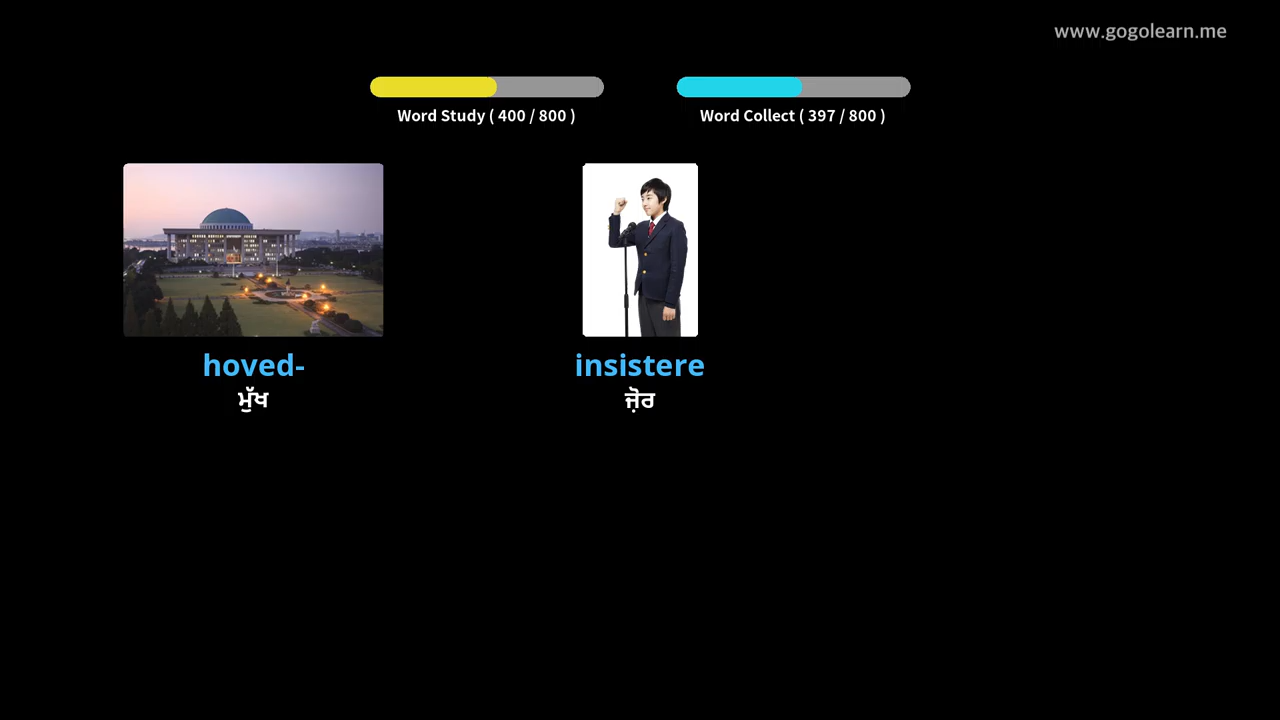 www.gogolearn.me
Word Study ( 400 / 800 )
Word Collect ( 397 / 800 )
hoved-
ਮੁੱਖ
insistere
ਜ਼ੋਰ